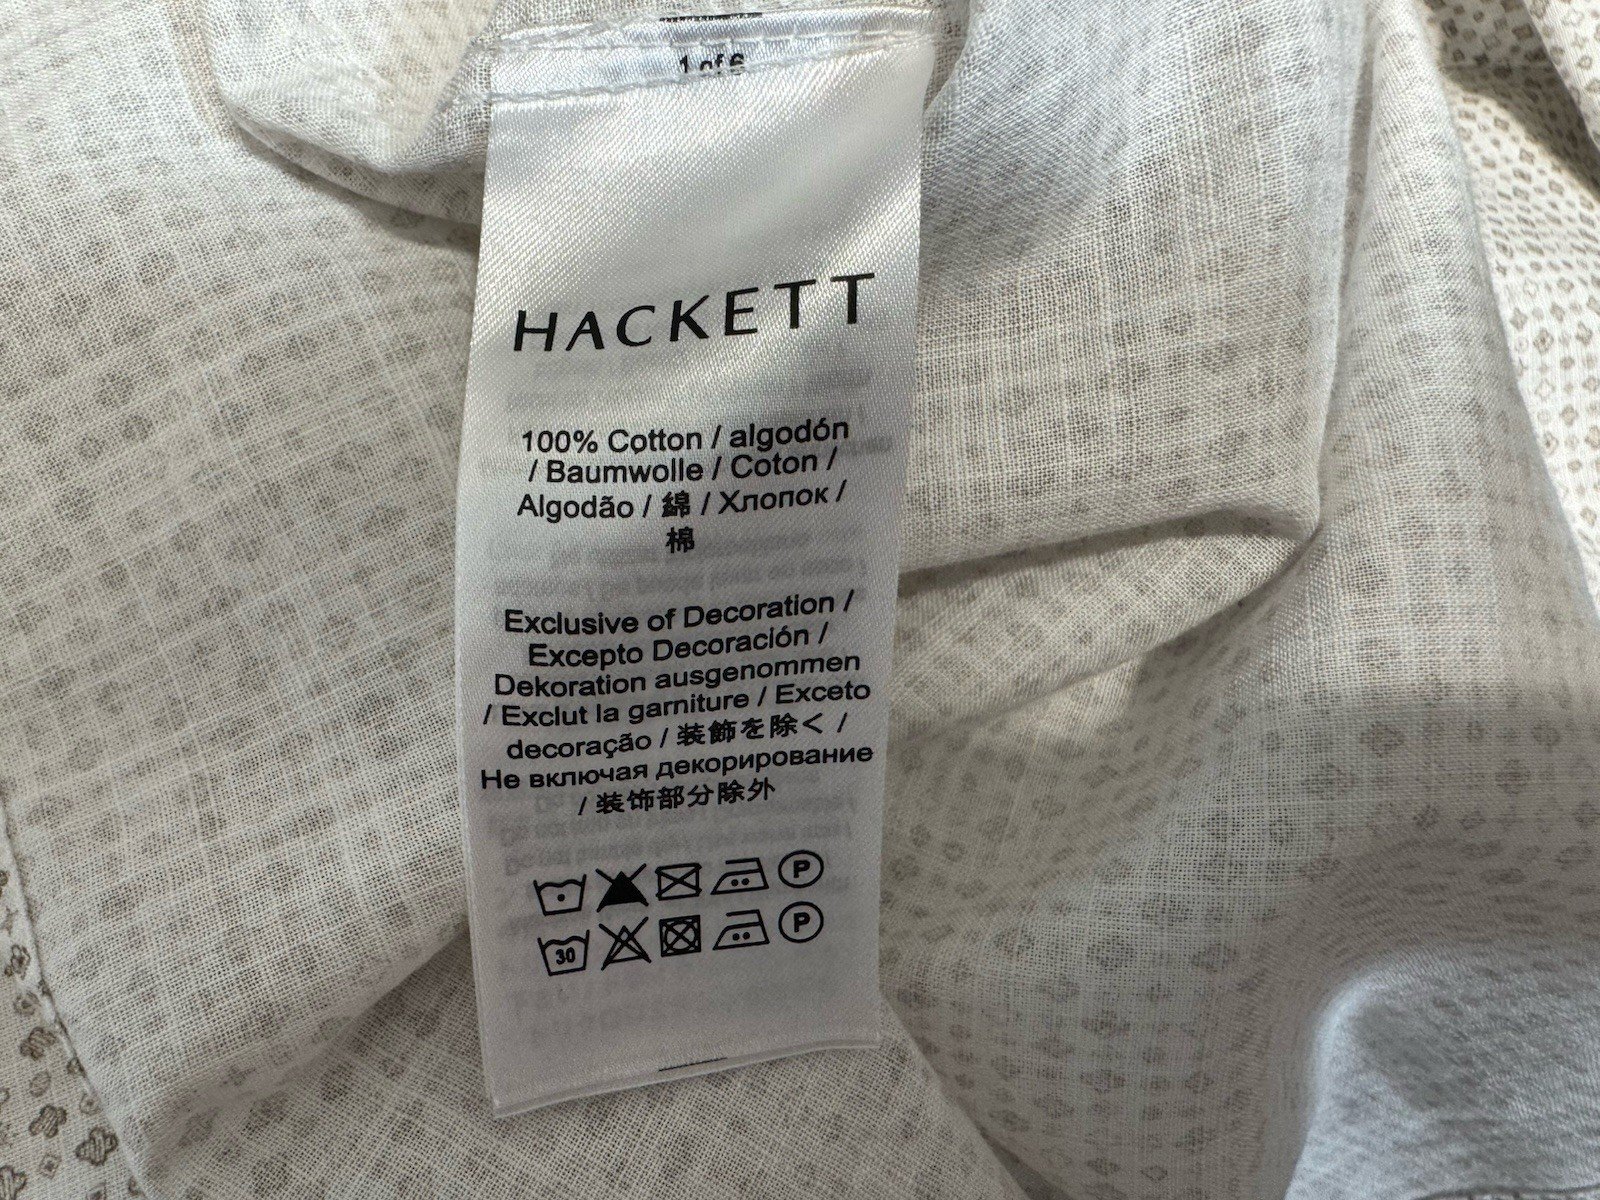 1 of 6
HACKETT
100% Cotton / algodón
/ Baumwolle / Coton /
Algodão / 綿 / Хлопок /
棉
Exclusive of Decoration /
Excepto Decoración /
Dekoration ausgenommen
/ Exclut la garniture / Exceto
decoração / 装飾を除く /
Не включая декорирование
/ 装饰部分除外
P
30
P